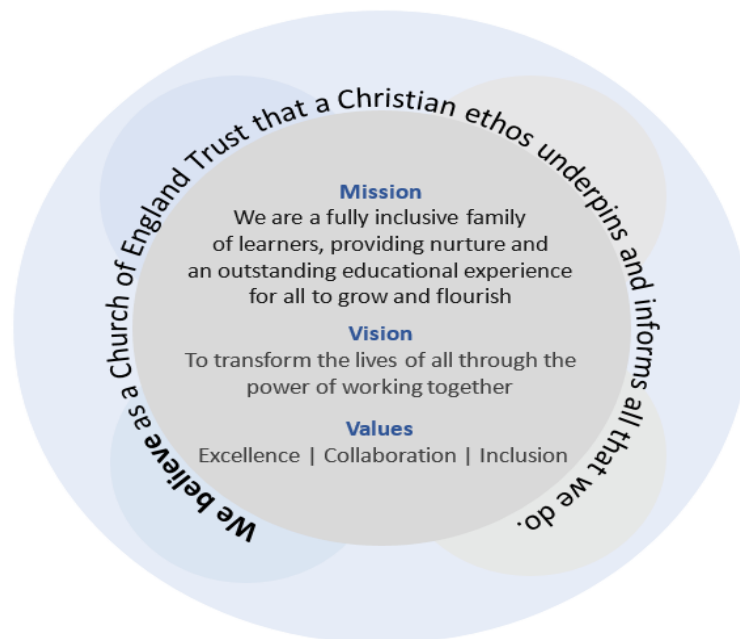 We believe as a Church of England Trust that a Christian ethos underpins and informs all that we do.
Mission
We are a fully inclusive family
of learners, providing nurture and
an outstanding educational experience
for all to grow and flourish
Vision
To transform the lives of all through the
power of working together
Values
Excellence | Collaboration | Inclusion